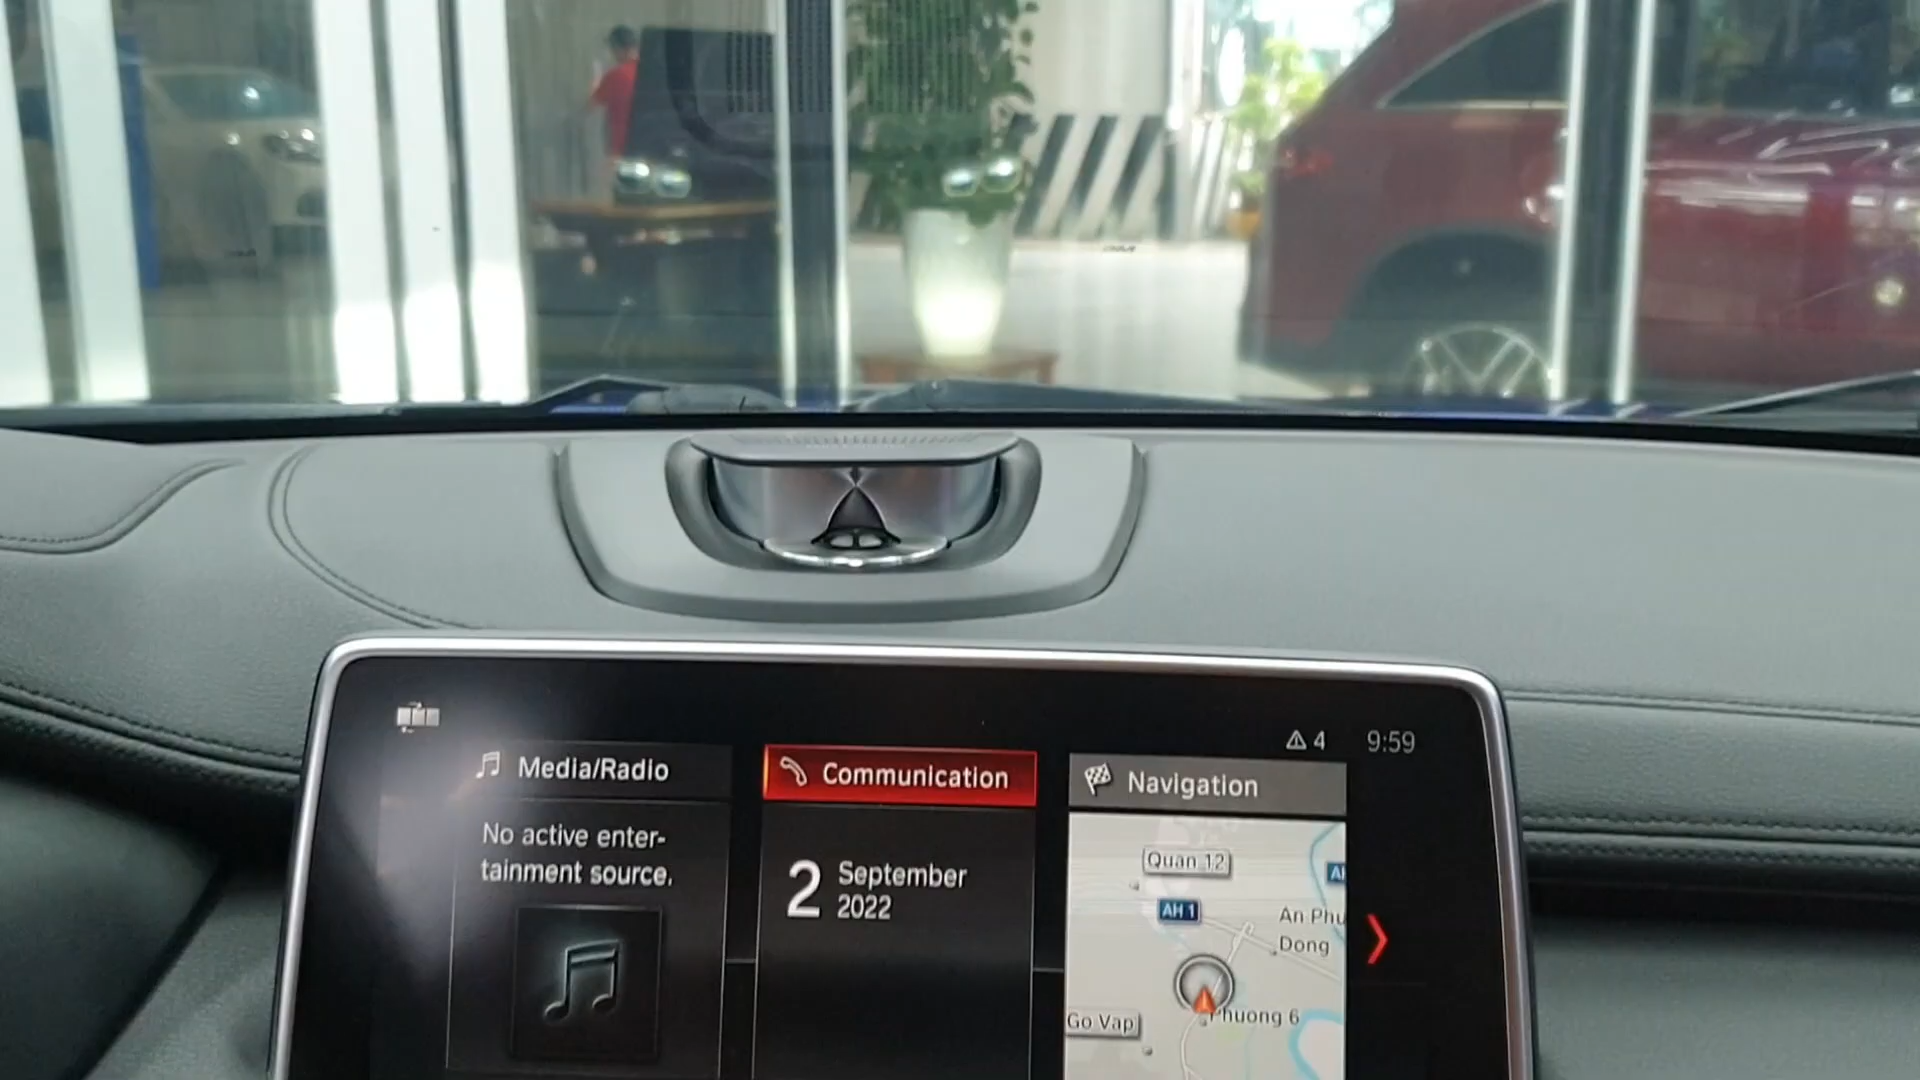 4
9:59
Media/Radio
Communication
Navigation
No active enter-
tainment source.
2
September
2022
Quan 12
AH 1
AH
An Phu
Dong
Phuong 6
Go Vap